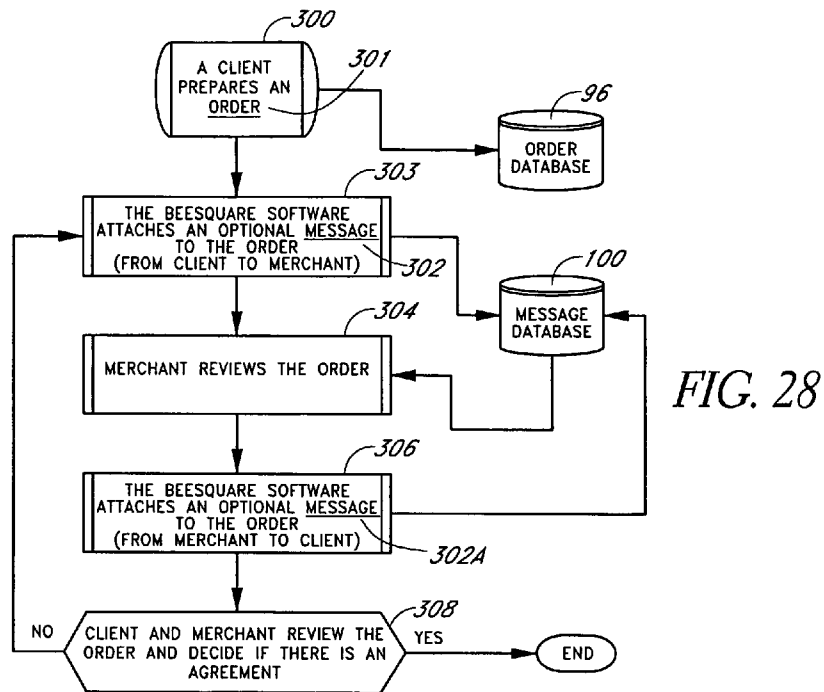 300
A CLIENT
PREPARES AN
ORDER
301
96
ORDER
DATABASE
303
THE BEESQUARE SOFTWARE
ATTACHES AN OPTIONAL MESSAGE
TO THE ORDER
(FROM CLIENT TO MERCHANT)
302
100
MESSAGE
DATABASE
304
MERCHANT REVIEWS THE ORDER
FIG. 28
306
THE BEESQUARE SOFTWARE
ATTACHES AN OPTIONAL MESSAGE
TO THE ORDER
(FROM MERCHANT TO CLIENT)
302A
308
NO
CLIENT AND MERCHANT REVIEW THE
ORDER AND DECIDE IF THERE IS AN
AGREEMENT
YES
END